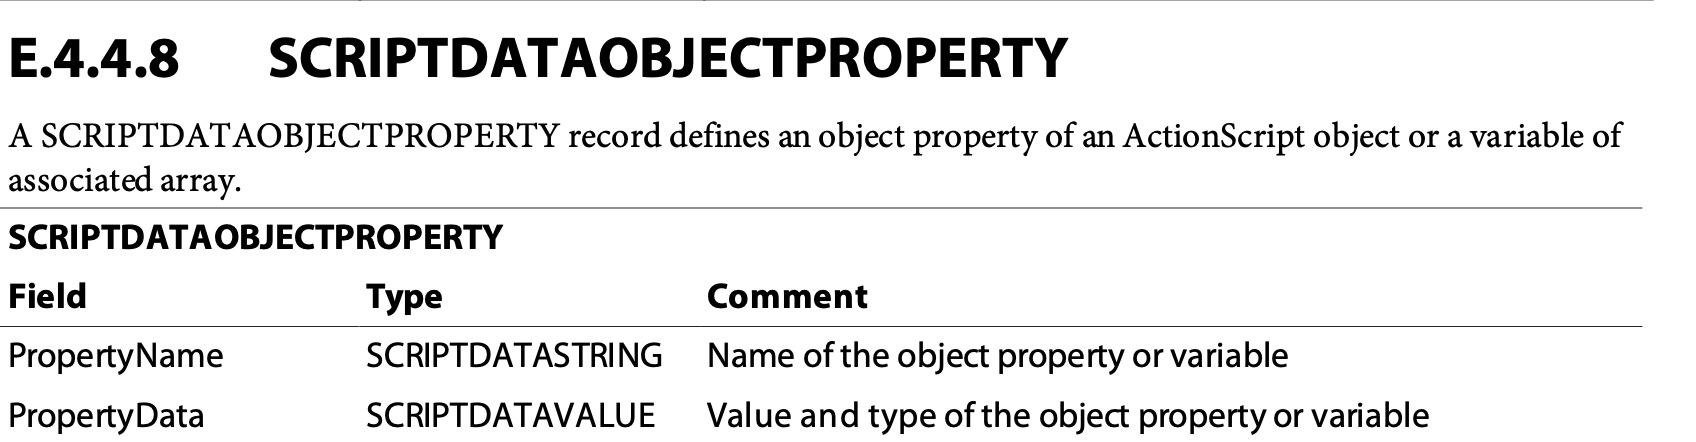 E.4.4.8 SCRIPTDATAOBJECTPROPERTY
A SCRIPTDATAOBJECTPROPERTY record defines an object property of an ActionScript object or a variable of
associated array.
SCRIPTDATAOBJECTPROPERTY
Field Type Comment
PropertyName SCRIPTDATASTRING Name of the object property or variable
PropertyData SCRIPTDATAVALUE Value and type of the object property or variable